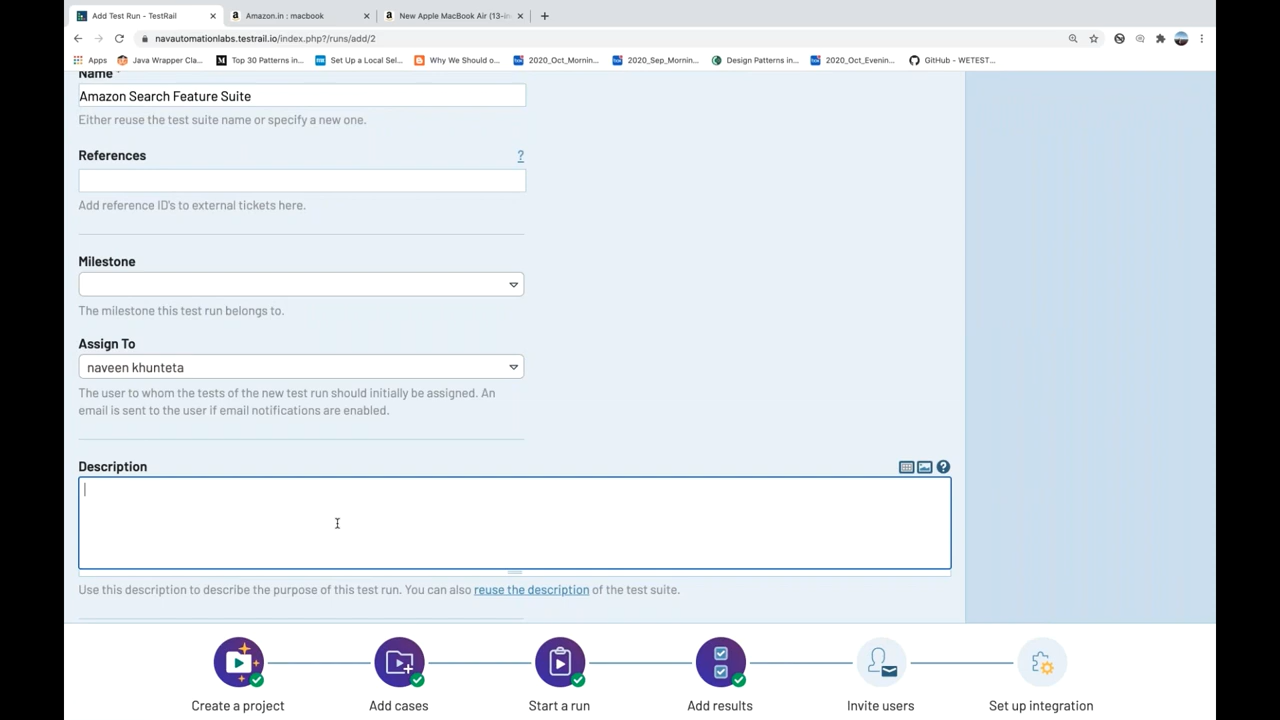 Add Test Run - TestRail
Amazon.in : macbook
New Apple MacBook Air (13-in
navautomationlabs.testrail.io/index.php?/runs/add/2
Apps
Java Wrapper Cla...
Top 30 Patterns in...
Set Up a Local Sel...
Why We Should o...
2020_Oct_Mornin...
2020_Sep_Mornin...
Design Patterns in...
2020_Oct_Evenin...
GitHub - WETEST...
Name *
Amazon Search Feature Suite
Either reuse the test suite name or specify a new one.
References
?
Add reference ID's to external tickets here.
Milestone
The milestone this test run belongs to.
Assign To
naveen khunteta
The user to whom the tests of the new test run should initially be assigned. An
email is sent to the user if email notifications are enabled.
Description
Use this description to describe the purpose of this test run. You can also reuse the description of the test suite.
Create a project
Add cases
Start a run
Add results
Invite users
Set up integration